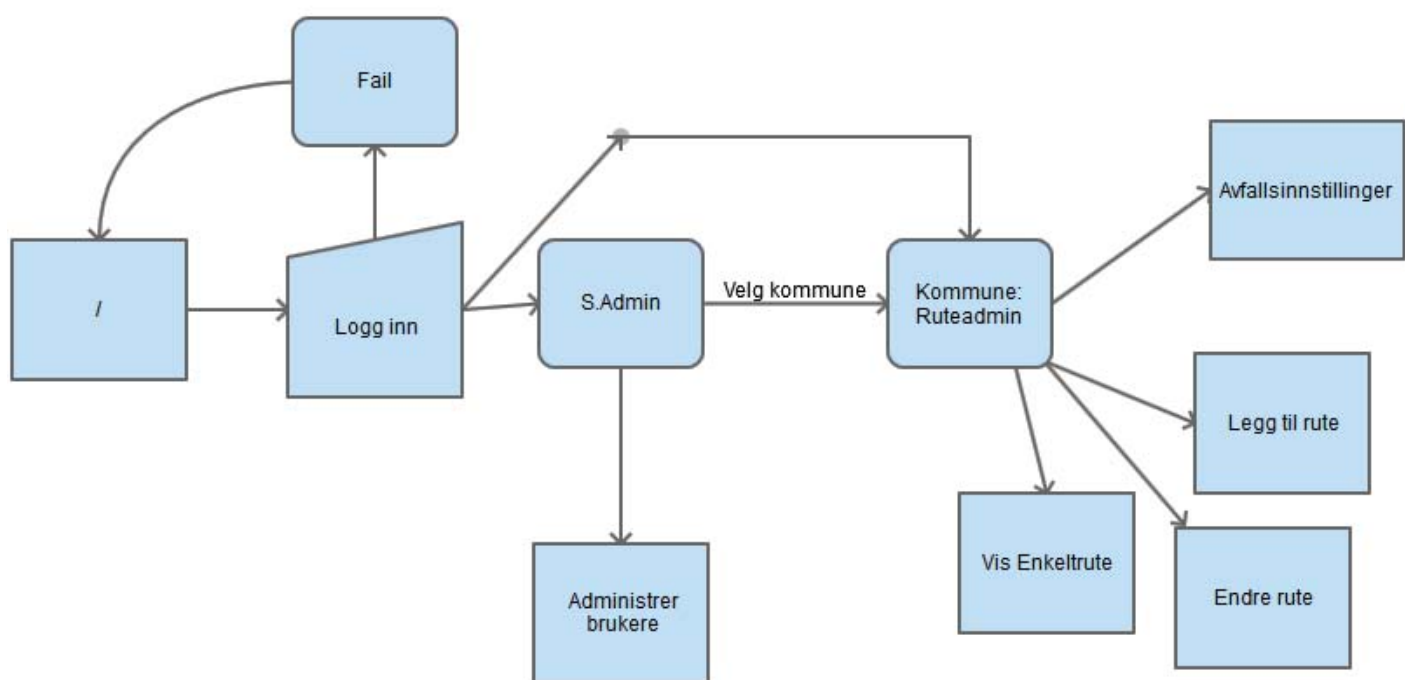 Fail
Avfallsinnstillinger
/
Logg inn
S.Admin
Velg kommune
Kommune:
Ruteadmin
Legg til rute
Vis Enkeltrute
Endre rute
Administrer
brukere